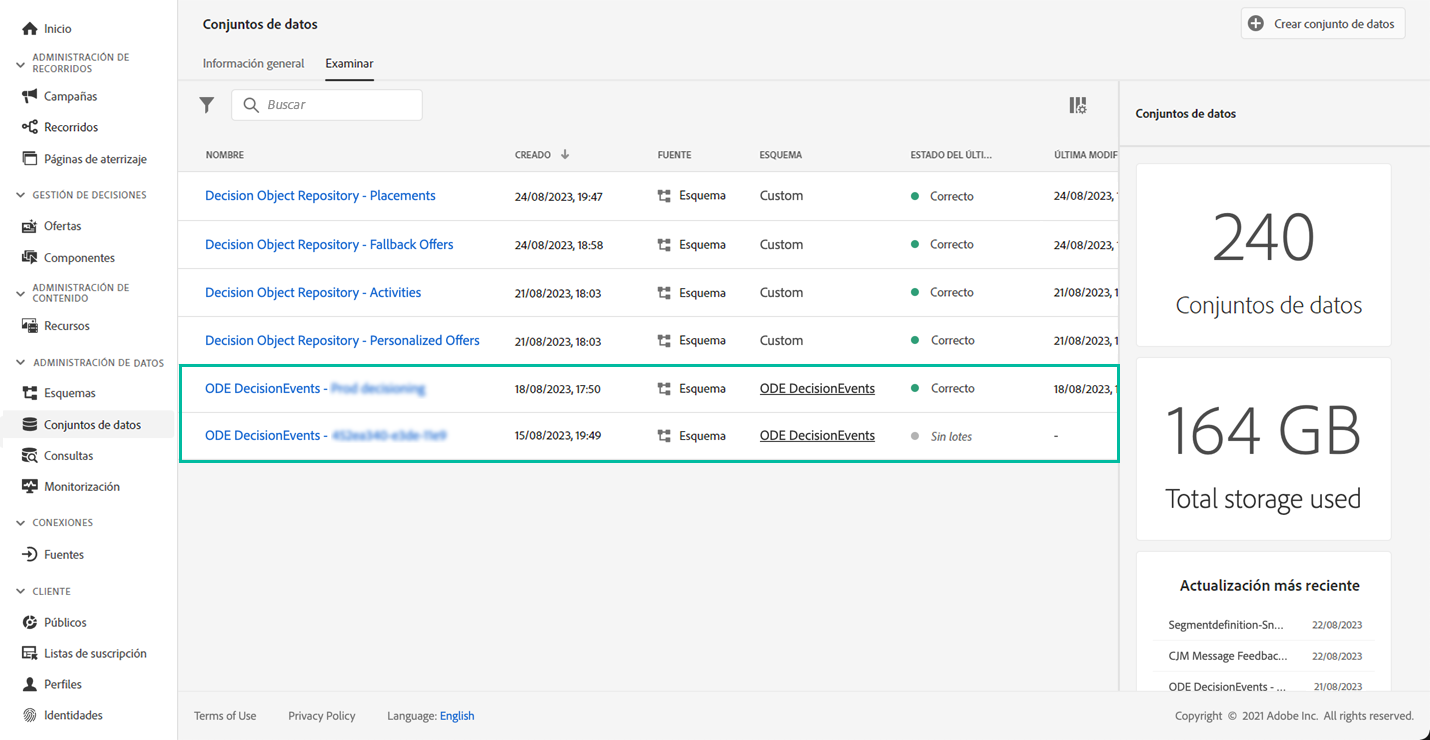 Inicio
ADMINISTRACIÓN DE
RECORRIDOS
Campañas
Recorridos
Páginas de aterrizaje
GESTIÓN DE DECISIONES
Ofertas
Componentes
ADMINISTRACIÓN DE
CONTENIDO
Recursos
ADMINISTRACIÓN DE DATOS
Esquemas
Conjuntos de datos
Consultas
Monitorización
CONEXIONES
Fuentes
CLIENTE
Públicos
Listas de suscripción
Perfiles
Identidades
Conjuntos de datos
Crear conjunto de datos
Información general Examinar
Buscar
NOMBRE CREADO FUENTE ESQUEMA ESTADO DEL ÚLTI... ÚLTIMA MODIF
Decision Object Repository - Placements 24/08/2023, 19:47 Esquema Custom Correcto 24/08/2023,
Decision Object Repository - Fallback Offers 24/08/2023, 18:58 Esquema Custom Correcto 24/08/2023,
Decision Object Repository - Activities 21/08/2023, 18:03 Esquema Custom Correcto 21/08/2023, 1
Decision Object Repository - Personalized Offers 21/08/2023, 18:03 Esquema Custom Correcto 21/08/2023, 1
ODE DecisionEvents - Prod decisioning 18/08/2023, 17:50 Esquema ODE DecisionEvents Correcto 18/08/2023, 1
ODE DecisionEvents - 15/08/2023, 19:49 Esquema ODE DecisionEvents Sin lotes -
Conjuntos de datos
240
Conjuntos de datos
164 GB
Total storage used
Actualización más reciente
Segmentdefinition-Sn... 22/08/2023
CJM Message Feedbac... 22/08/2023
ODE DecisionEvents - ... 21/08/2023
Terms of Use Privacy Policy Language: English Copyright © 2021 Adobe Inc. All rights reserved.